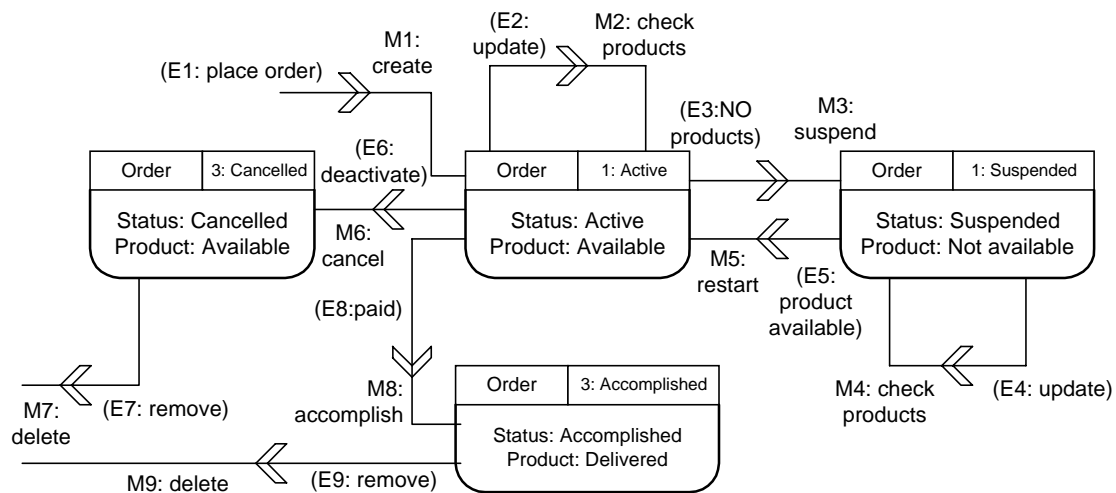 (E1: place order)
M1:
create
(E2:
update)
M2: check
products
(E3:NO
products)
M3:
suspend
(E6:
deactivate)
Order
3: Cancelled
Status: Cancelled
Product: Available
Order
1: Active
Status: Active
Product: Available
Order
1: Suspended
Status: Suspended
Product: Not available
M6:
cancel
M5:
restart
(E5:
product
available)
(E8:paid)
M8:
accomplish
Order
3: Accomplished
Status: Accomplished
Product: Delivered
M4: check
products
(E4: update)
M7:
delete
(E7: remove)
M9: delete
(E9: remove)